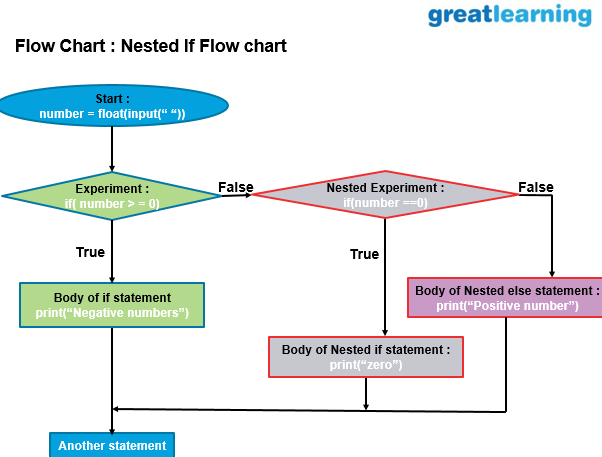 greatlearning
Flow Chart : Nested If Flow chart
Start :
number = float(input(“ “))
Experiment :
if( number > = 0)
False
Nested Experiment :
if(number ==0)
False
True
True
Body of if statement
print(“Negative numbers”)
Body of Nested else statement :
print(“Positive number”)
Body of Nested if statement :
print(“zero”)
Another statement